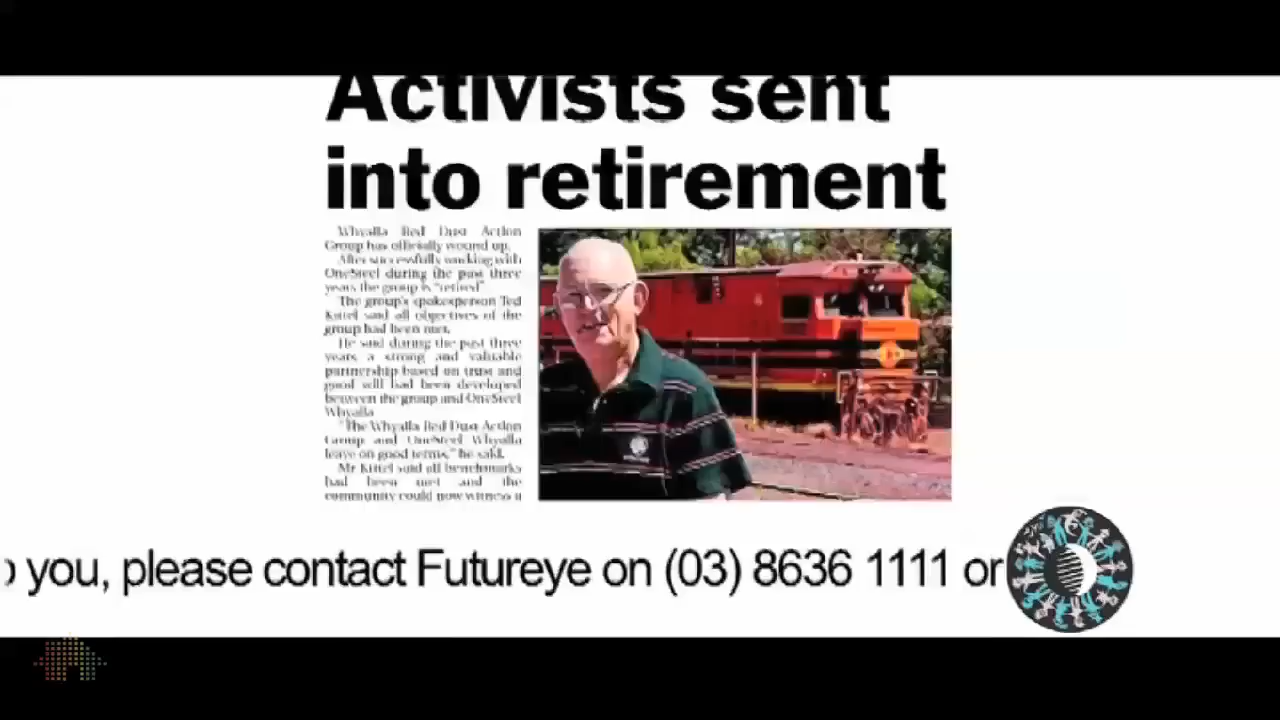 Activists sent
into retirement
Whyalla Red Dust Action
Group has officially wound up.
After successfully working with
OneSteel during the past three
years the group is "retired"
The group's spokesperson Ted
Kittel said all objectives of the
group had been met.
He said during the past three
years a strong and valuable
partnership based on trust and
good will had been developed
between the group and OneSteel
Whyalla
"The Whyalla Red Dust Action
Group and OneSteel Whyalla
leave on good terms," he said.
Mr Kittel said all benchmarks
had been met and the
community could now witness a
you, please contact Futureye on (03) 8636 1111 or